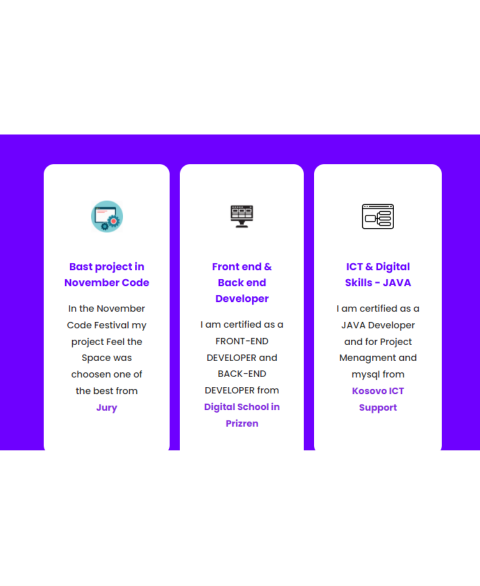 Bast project in
November Code
In the November
Code Festival my
project Feel the
Space was
choosen one of
the best from
Jury
Front end &
Back end
Developer
I am certified as a
FRONT-END
DEVELOPER and
BACK-END
DEVELOPER from
Digital School in
Prizren
ICT & Digital
Skills - JAVA
I am certified as a
JAVA Developer
and for Project
Menagment and
mysql from
Kosovo ICT
Support